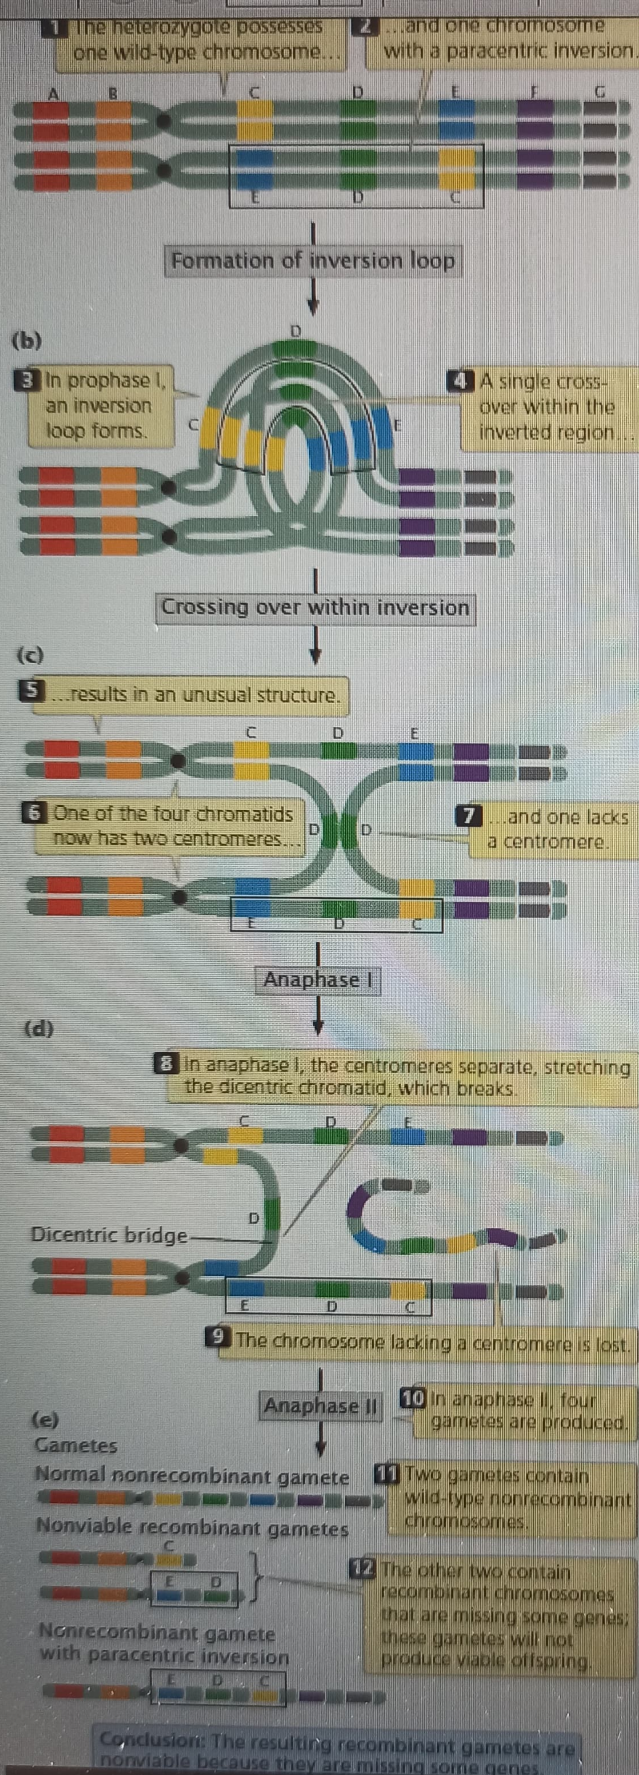 1 The heterozygote possesses
one wild-type chromosome...
2 ...and one chromosome
with a paracentric inversion.
A B C D E F G
E D C
Formation of inversion loop
(b)
D
3 In prophase I,
an inversion
loop forms.
C
E
4 A single cross-
over within the
inverted region...
Crossing over within inversion
(c)
5 ...results in an unusual structure.
C D E
6 One of the four chromatids
now has two centromeres...
D D
7 ...and one lacks
a centromere.
E D C
Anaphase I
(d)
8 In anaphase I, the centromeres separate, stretching
the dicentric chromatid, which breaks.
C D E
D
Dicentric bridge
E D C
9 The chromosome lacking a centromere is lost.
Anaphase II
10 In anaphase II, four
gametes are produced.
(e)
Gametes
Normal nonrecombinant gamete
11 Two gametes contain
wild-type nonrecombinant
chromosomes.
Nonviable recombinant gametes
C
E D
12 The other two contain
recombinant chromosomes
that are missing some genes;
these gametes will not
produce viable offspring.
Nonrecombinant gamete
with paracentric inversion
E D C
Conclusion: The resulting recombinant gametes are
nonviable because they are missing some genes.